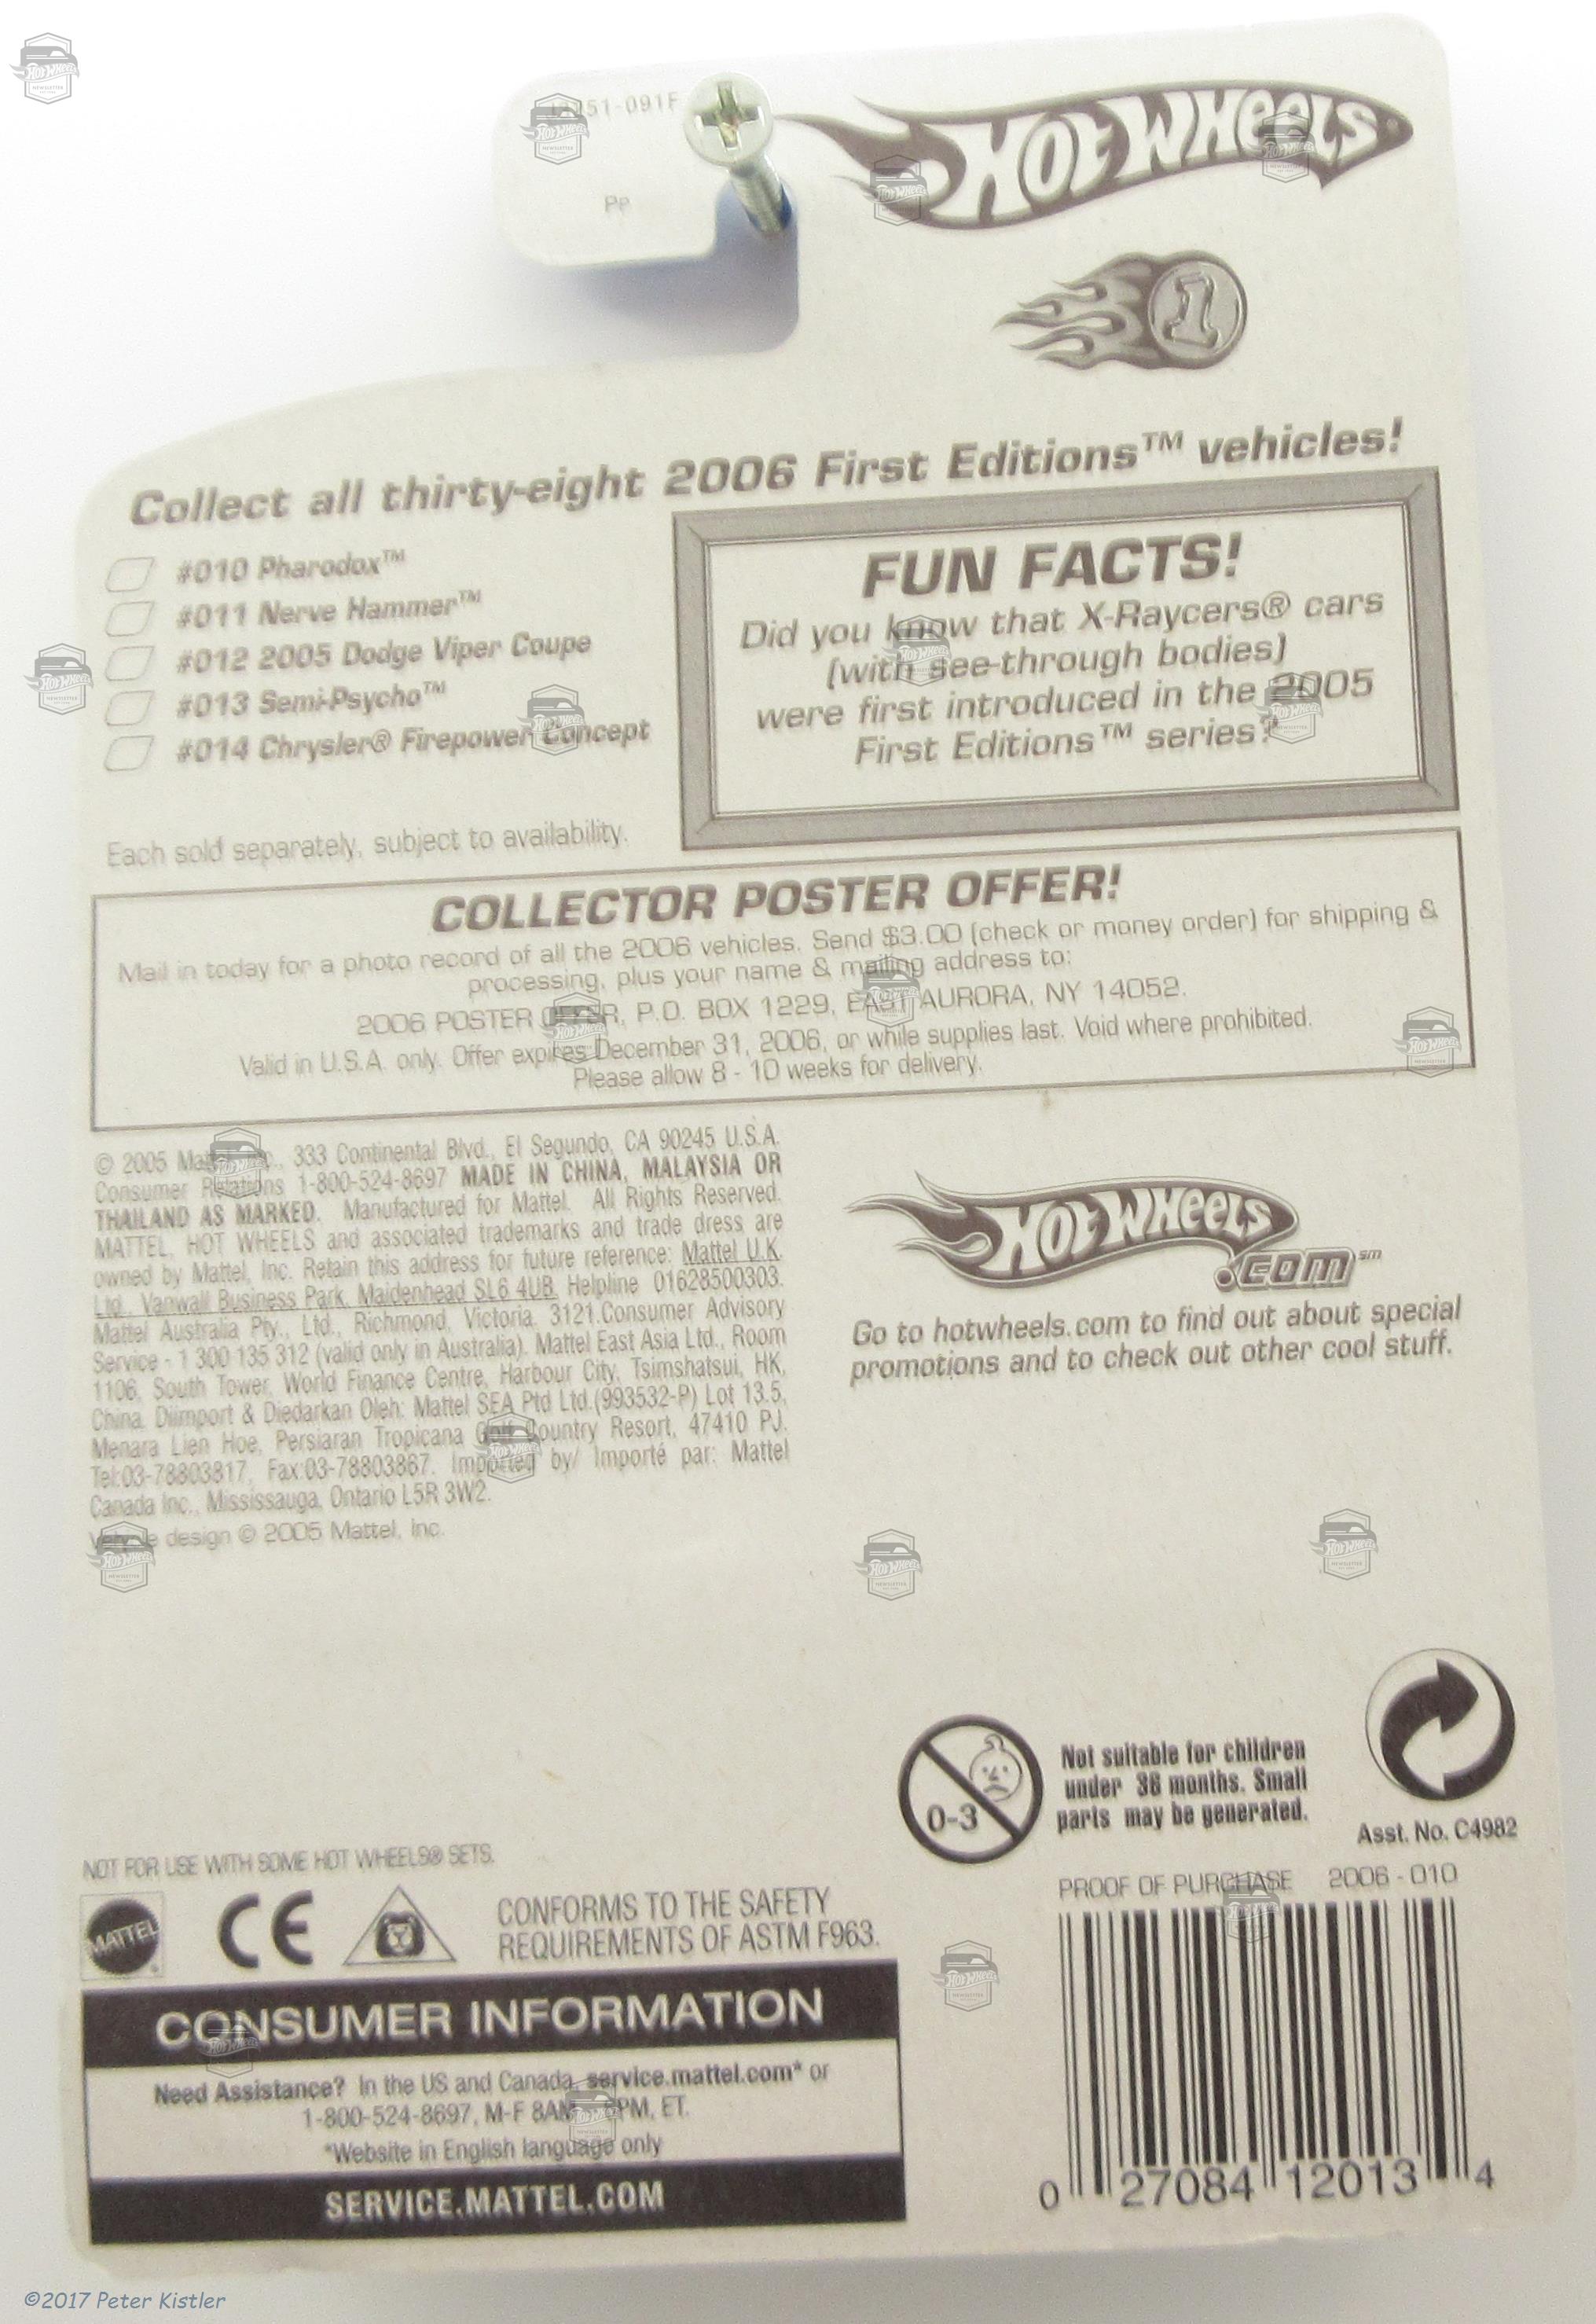 51-091F
Pe
HOT WHEELS
1
Collect all thirty-eight 2006 First Editions™ vehicles!
#010 Pharodox™
#011 Nerve Hammer™
#012 2005 Dodge Viper Coupe
#013 Semi-Psycho™
#014 Chrysler® Firepower Concept
Each sold separately, subject to availability.
FUN FACTS!
Did you know that X-Raycers® cars
(with see-through bodies)
were first introduced in the 2005
First Editions™ series?
COLLECTOR POSTER OFFER!
Mail in today for a photo record of all the 2006 vehicles. Send $3.00 (check or money order) for shipping &
processing, plus your name & mailing address to:
2006 POSTER OFFER, P.O. BOX 1229, EAST AURORA, NY 14052.
Valid in U.S.A. only. Offer expires December 31, 2006, or while supplies last. Void where prohibited.
Please allow 8 - 10 weeks for delivery.
© 2005 Mattel, Inc., 333 Continental Blvd., El Segundo, CA 90245 U.S.A.
Consumer Relations 1-800-524-8697 MADE IN CHINA, MALAYSIA OR
THAILAND AS MARKED. Manufactured for Mattel. All Rights Reserved.
MATTEL, HOT WHEELS and associated trademarks and trade dress are
owned by Mattel, Inc. Retain this address for future reference: Mattel U.K.
Ltd., Vanwall Business Park, Maidenhead SL6 4UB. Helpline 01628500303.
Mattel Australia Pty., Ltd., Richmond, Victoria. 3121.Consumer Advisory
Service - 1 300 135 312 (valid only in Australia). Mattel East Asia Ltd., Room
1106, South Tower, World Finance Centre, Harbour City, Tsimshatsui, HK,
China. Diimport & Diedarkan Oleh: Mattel SEA Ptd Ltd.(993532-P) Lot 13.5,
Menara Lien Hoe, Persiaran Tropicana Golf Country Resort, 47410 PJ.
Tel:03-78803817, Fax:03-78803867. Imported by/ Importé par: Mattel
Canada Inc., Mississauga, Ontario L5R 3W2.
design © 2005 Mattel, Inc.
HOT WHEELS
.COM℠
Go to hotwheels.com to find out about special
promotions and to check out other cool stuff.
0-3
Not suitable for children
under 36 months. Small
parts may be generated.
Asst. No. C4982
NOT FOR USE WITH SOME HOT WHEELS® SETS.
MATTEL
CE
CONFORMS TO THE SAFETY
REQUIREMENTS OF ASTM F963.
CONSUMER INFORMATION
Need Assistance? In the US and Canada, service.mattel.com* or
1-800-524-8697, M-F 8AM PM, ET.
*Website in English language only
SERVICE.MATTEL.COM
PROOF OF PURCHASE 2006 - 010
0 27084 12013 4
©2017 Peter Kistler